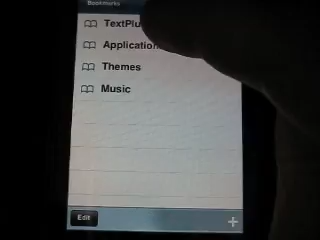 Bookmarks
TextPlu
Application
Themes
Music
Edit